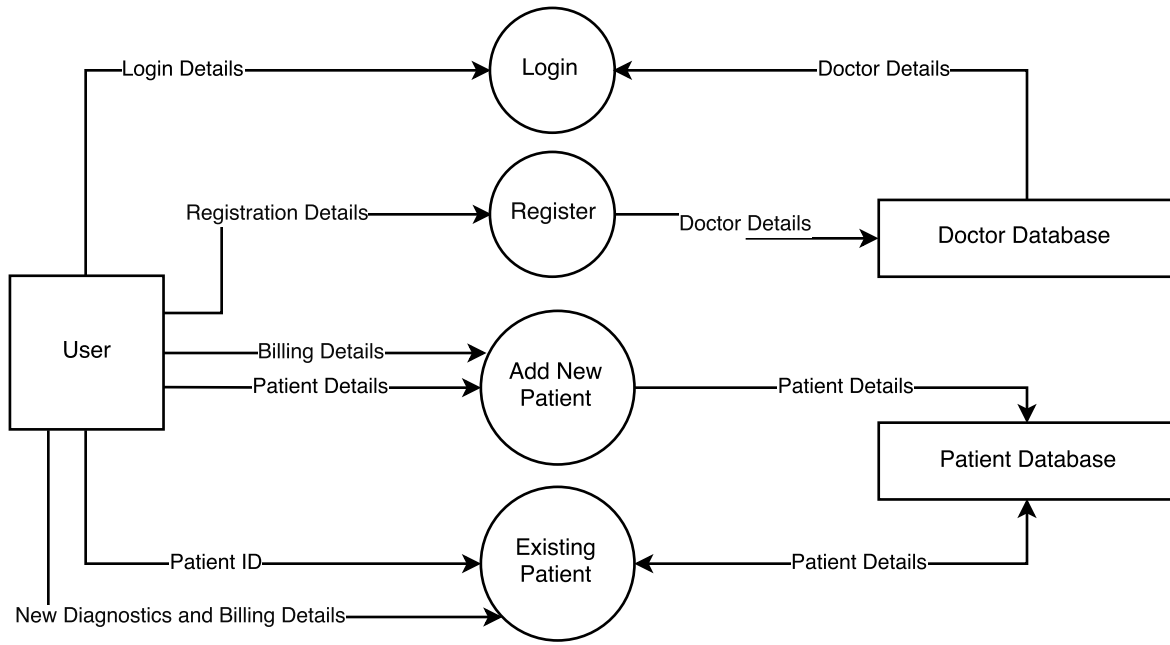 Login Details
Login
Doctor Details
Registration Details
Register
Doctor Details
Doctor Database
User
Billing Details
Patient Details
Add New
Patient
Patient Details
Patient Database
Existing
Patient
Patient ID
Patient Details
New Diagnostics and Billing Details